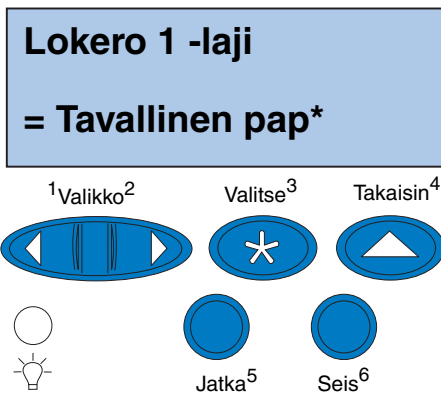 Lokero 1 -laji
= Tavallinen pap*
1Valikko2 Valitse3 Takaisin4
Jatka5 Seis6